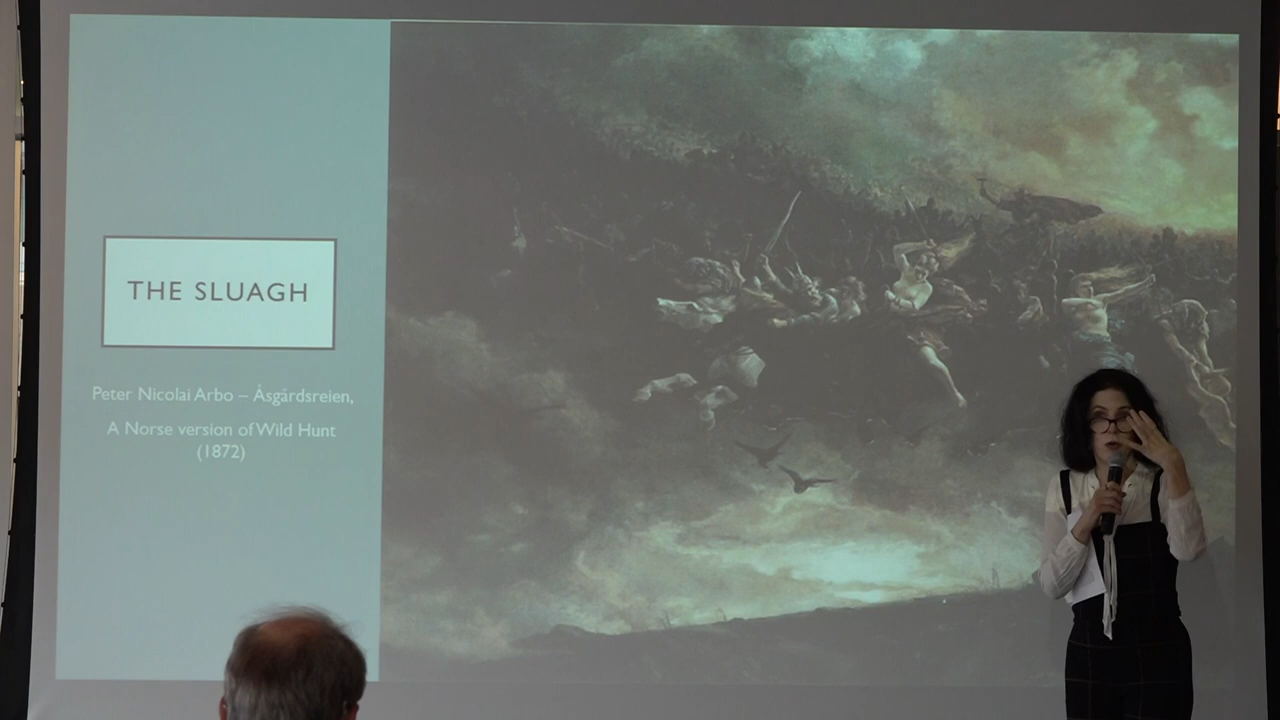 THE SLUAGH
Peter Nicolai Arbo – Åsgårdsreien,
A Norse version of Wild Hunt
(1872)